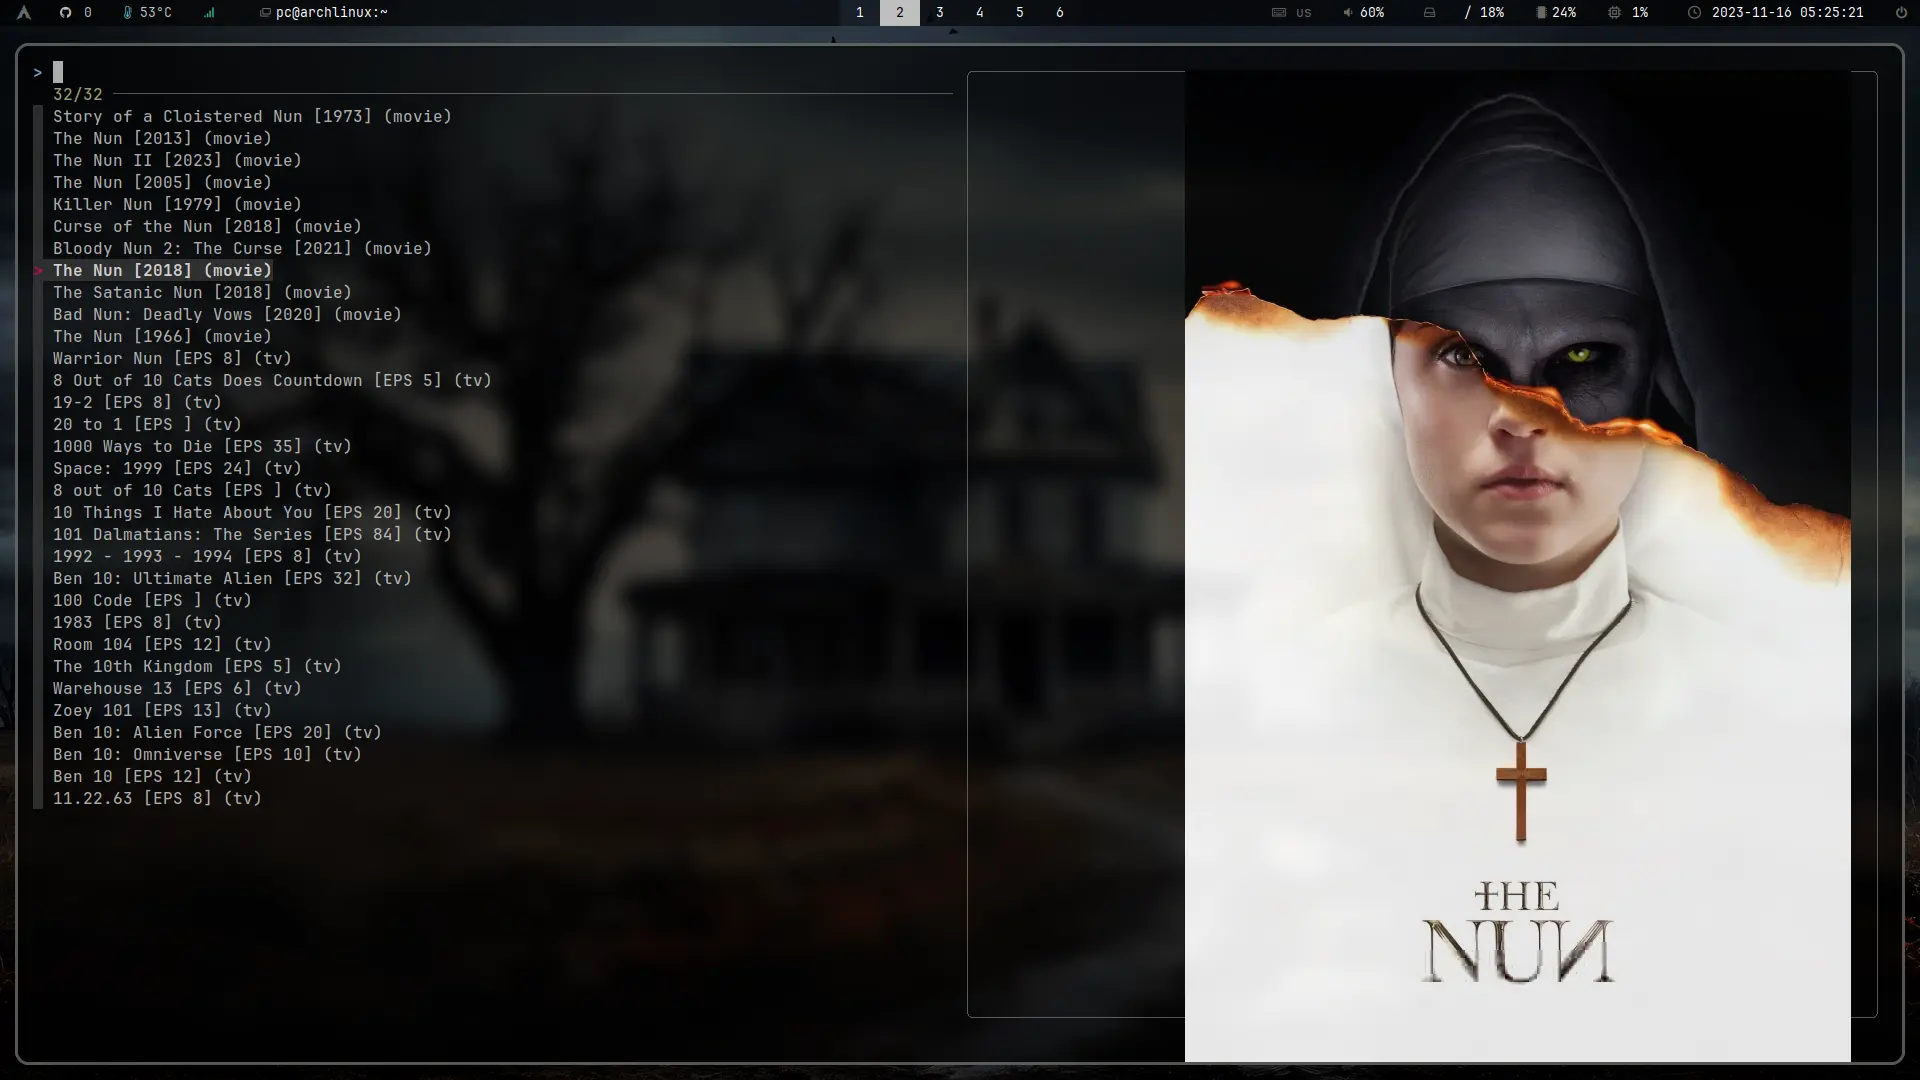 0 53°C pc@archlinux:~ 1 2 3 4 5 6 US 60% / 18% 24% 1% 2023-11-16 05:25:21
>
32/32
Story of a Cloistered Nun [1973] (movie)
The Nun [2013] (movie)
The Nun II [2023] (movie)
The Nun [2005] (movie)
Killer Nun [1979] (movie)
Curse of the Nun [2018] (movie)
Bloody Nun 2: The Curse [2021] (movie)
> The Nun [2018] (movie)
The Satanic Nun [2018] (movie)
Bad Nun: Deadly Vows [2020] (movie)
The Nun [1966] (movie)
Warrior Nun [EPS 8] (tv)
8 Out of 10 Cats Does Countdown [EPS 5] (tv)
19-2 [EPS 8] (tv)
20 to 1 [EPS ] (tv)
1000 Ways to Die [EPS 35] (tv)
Space: 1999 [EPS 24] (tv)
8 out of 10 Cats [EPS ] (tv)
10 Things I Hate About You [EPS 20] (tv)
101 Dalmatians: The Series [EPS 84] (tv)
1992 - 1993 - 1994 [EPS 8] (tv)
Ben 10: Ultimate Alien [EPS 32] (tv)
100 Code [EPS ] (tv)
1983 [EPS 8] (tv)
Room 104 [EPS 12] (tv)
The 10th Kingdom [EPS 5] (tv)
Warehouse 13 [EPS 6] (tv)
Zoey 101 [EPS 13] (tv)
Ben 10: Alien Force [EPS 20] (tv)
Ben 10: Omniverse [EPS 10] (tv)
Ben 10 [EPS 12] (tv)
11.22.63 [EPS 8] (tv)
THE
NUN